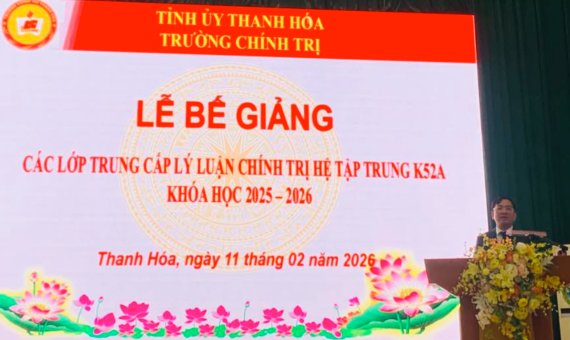 TỈNH ỦY THANH HÓA
TRƯỜNG CHÍNH TRỊ
LỄ BẾ GIẢNG
CÁC LỚP TRUNG CẤP LÝ LUẬN CHÍNH TRỊ HỆ TẬP TRUNG K52A
KHÓA HỌC 2025 – 2026
Thanh Hóa, ngày 11 tháng 02 năm 2026